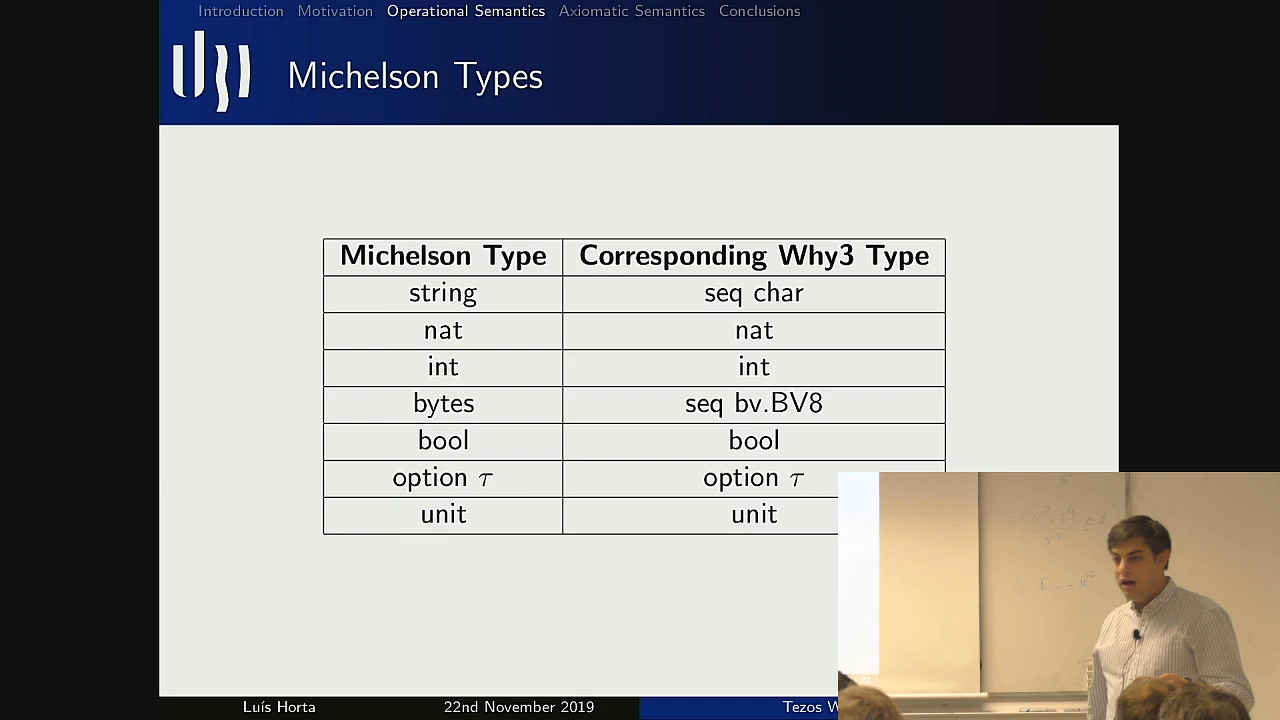 Introduction Motivation Operational Semantics Axiomatic Semantics Conclusions
Michelson Types
Michelson Type Corresponding Why3 Type
string seq char
nat nat
int int
bytes seq bv.BV8
bool bool
option τ option τ
unit unit
Luís Horta 22nd November 2019 Tezos W